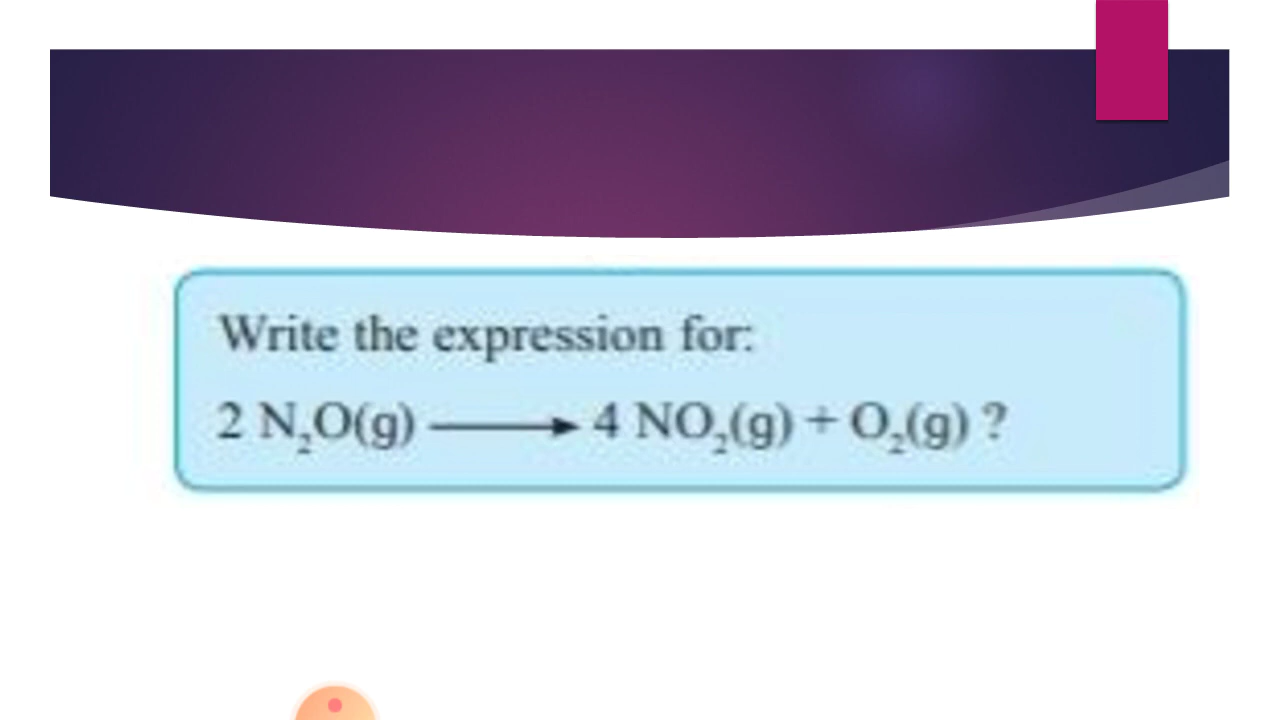 Write the expression for:
2 N₂O(g) ⟶ 4 NO₂(g) + O₂(g) ?